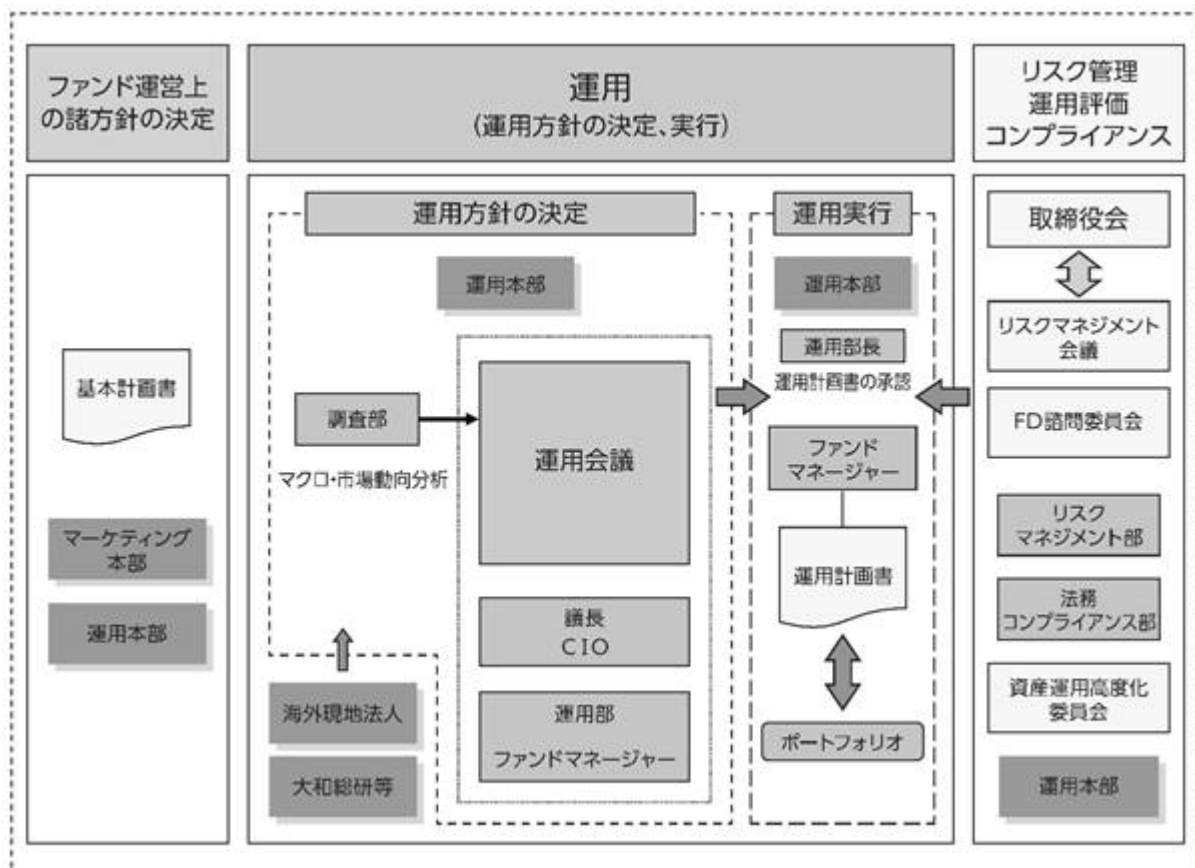 ファンド運営上
の諸方針の決定
運用
(運用方針の決定、実行)
リスク管理
運用評価
コンプライアンス
基本計画書
マーケティング
本部
運用本部
運用方針の決定
運用本部
調査部
マクロ・市場動向分析
運用会議
議長
CIO
運用部
ファンドマネージャー
海外現地法人
大和総研等
運用実行
運用本部
運用部長
運用計画書の承認
ファンド
マネージャー
運用計画書
ポートフォリオ
取締役会
リスクマネジメント
会議
FD諮問委員会
リスク
マネジメント部
法務
コンプライアンス部
資産運用高度化
委員会
運用本部